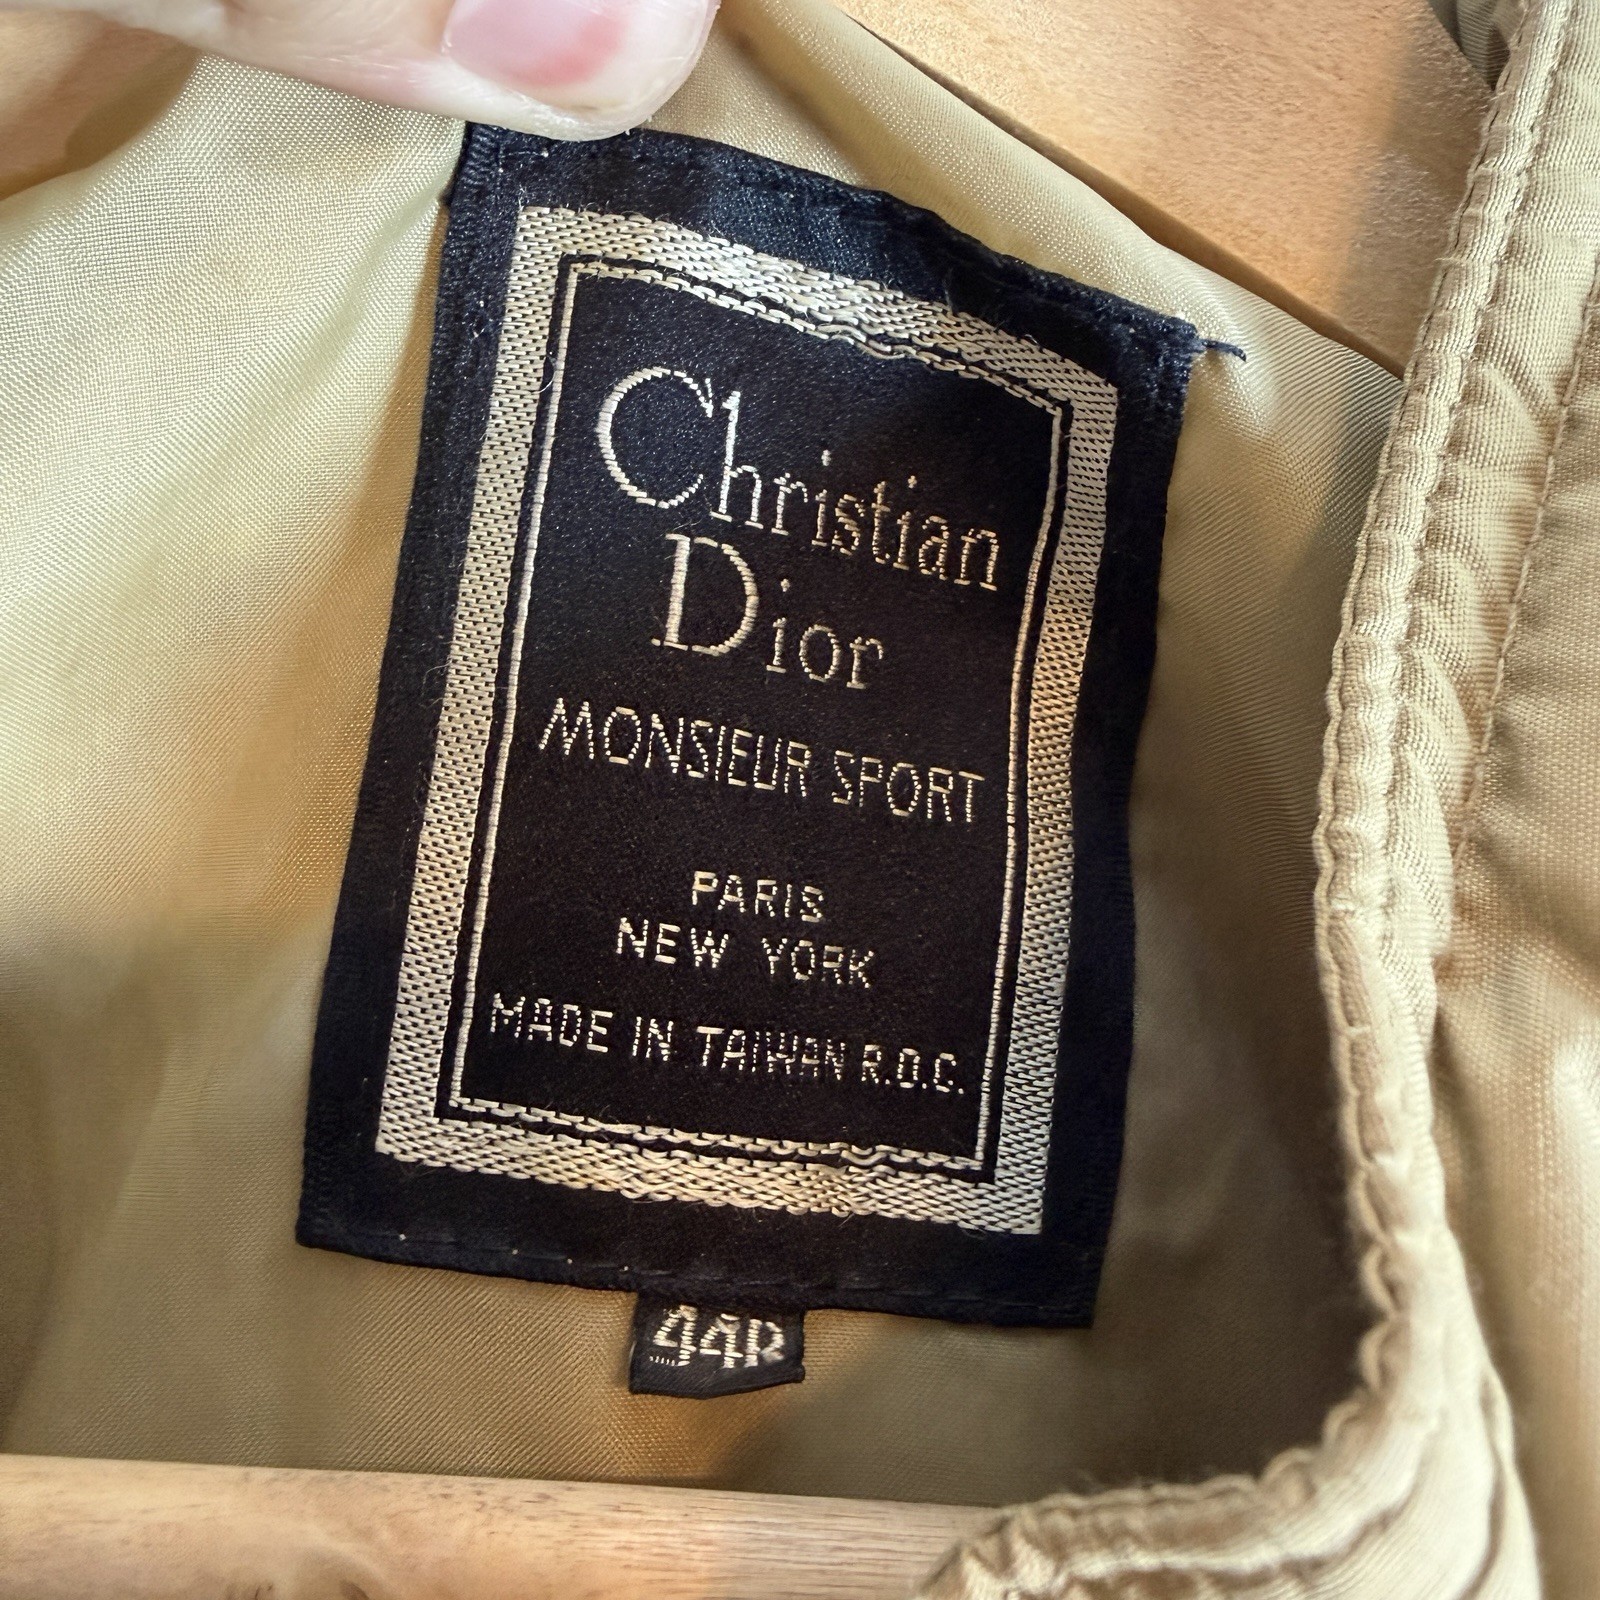 Christian
Dior
MONSIEUR SPORT
PARIS
NEW YORK
MADE IN TAIWAN R.O.C.
44R